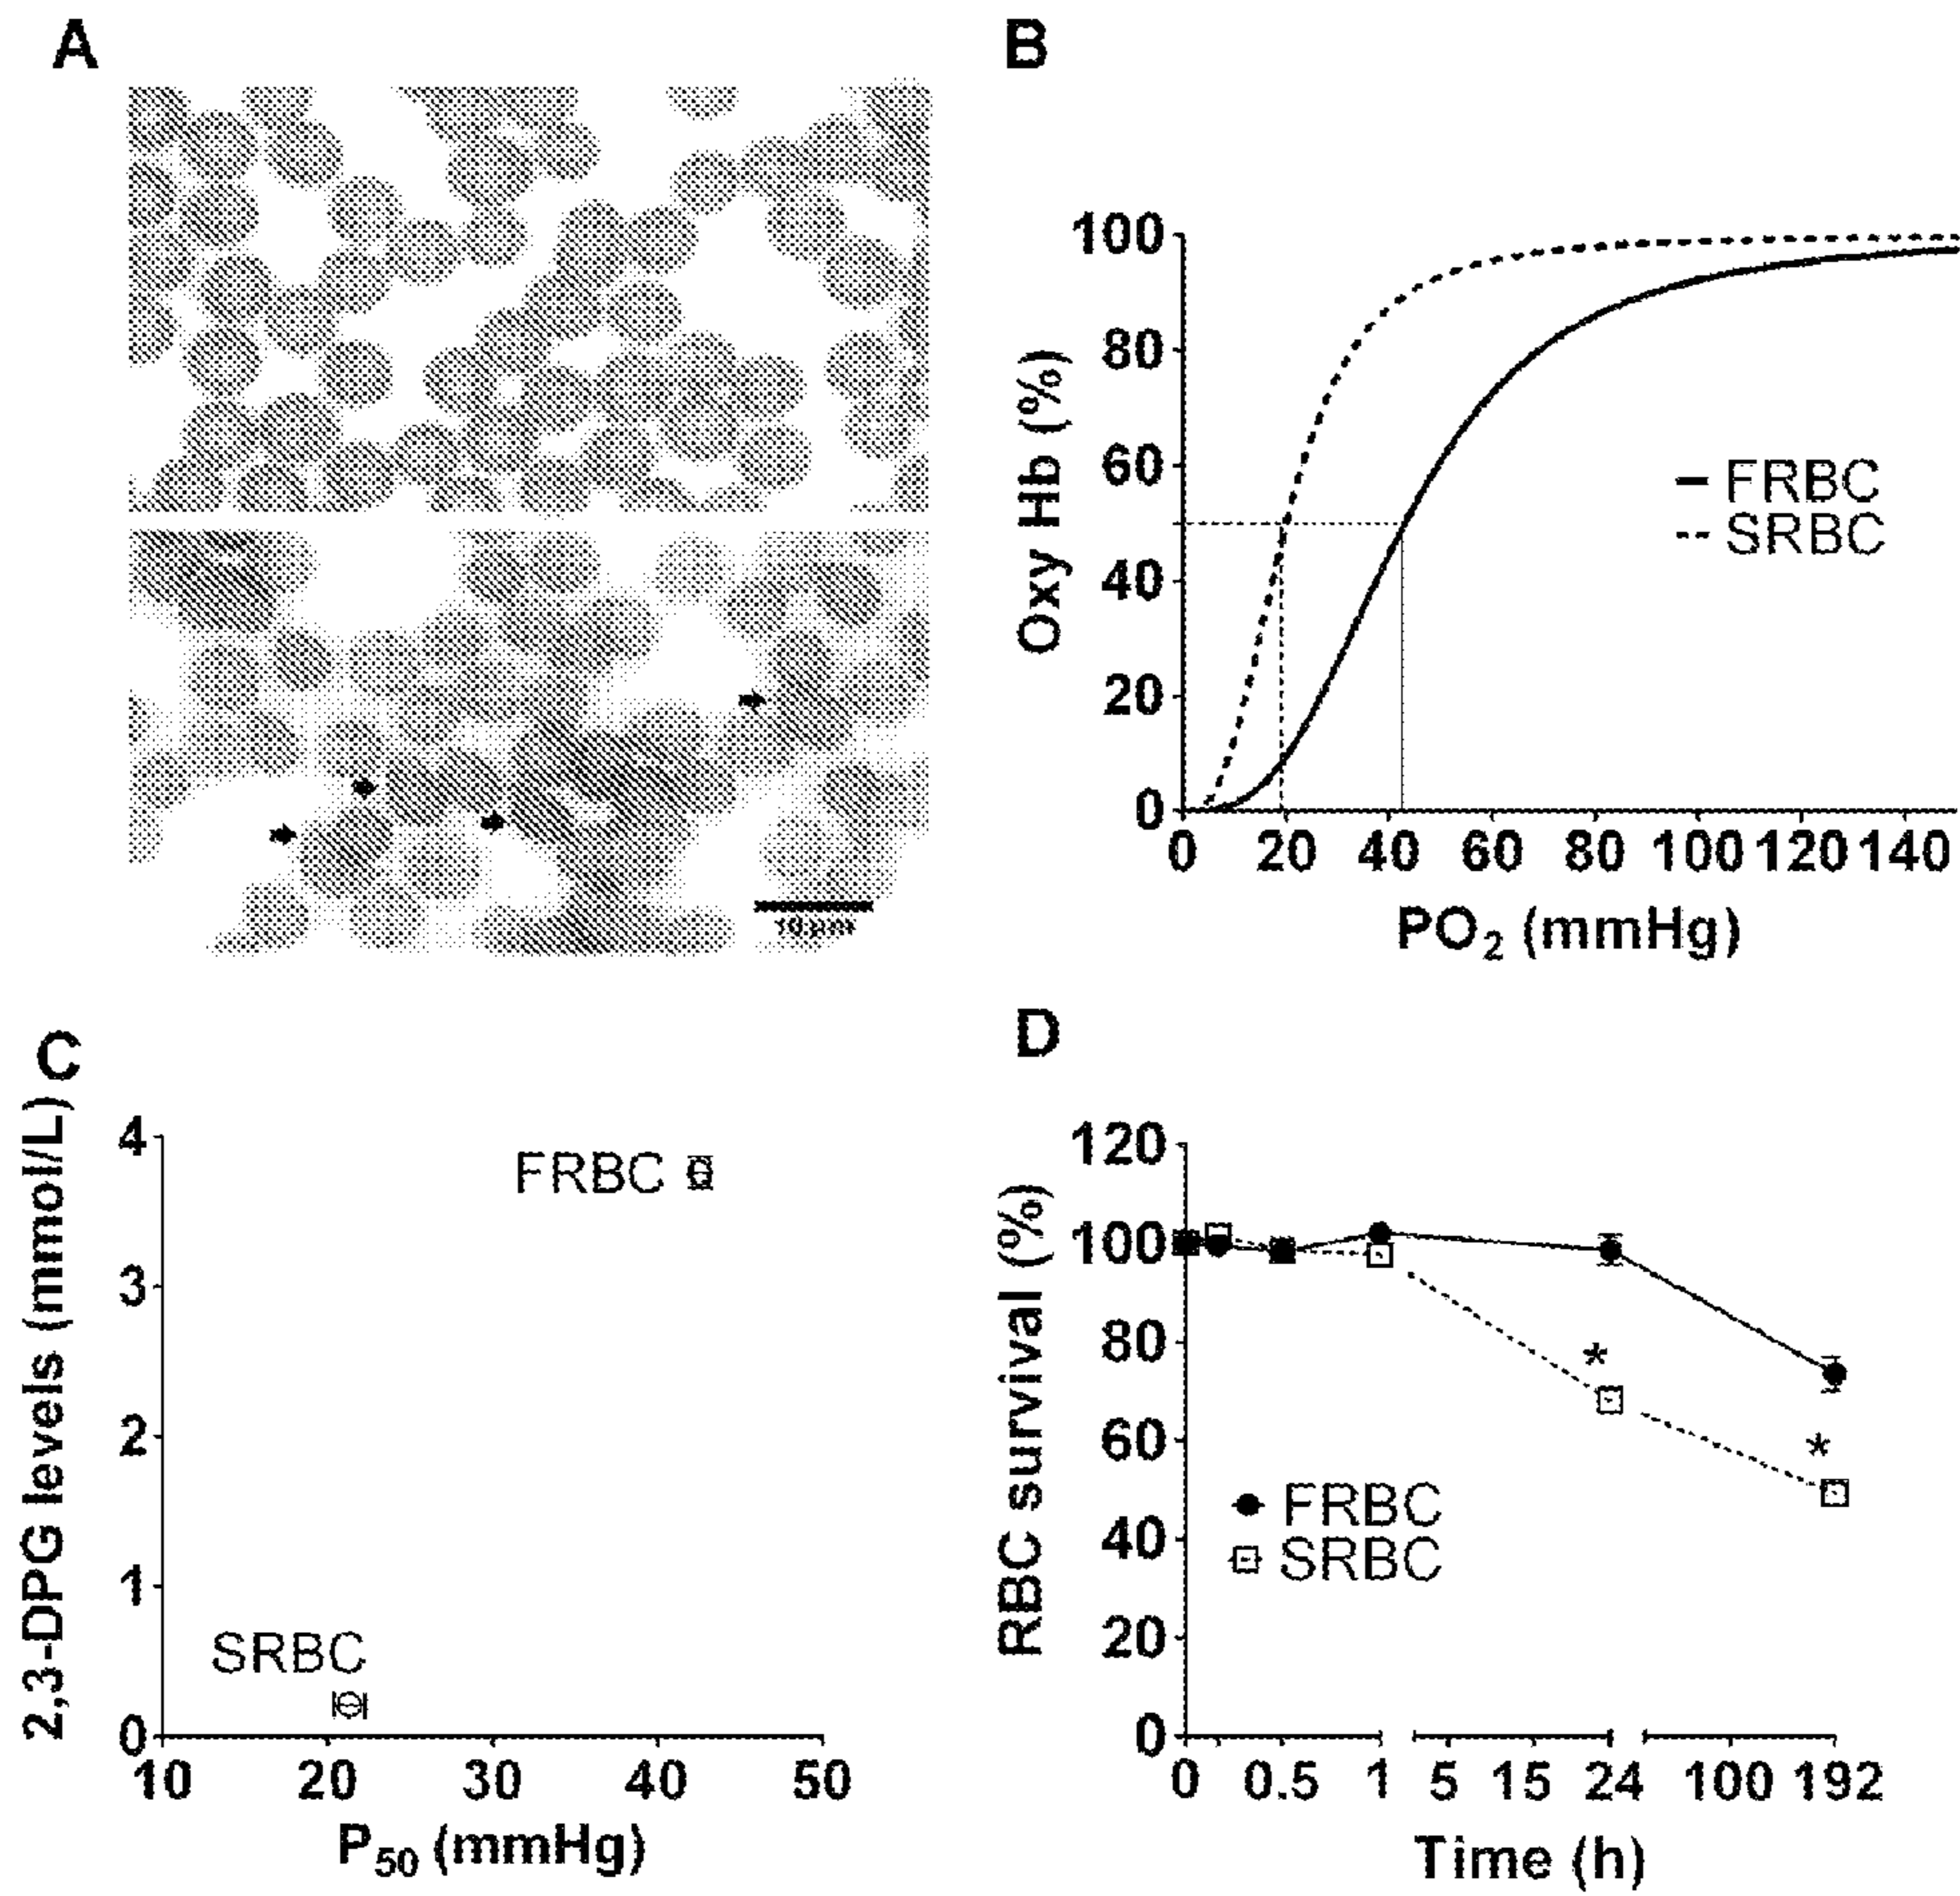 A
10 µm
B
100
80
60
40
20
0
Oxy Hb (%)
FRBC
SRBC
0 20 40 60 80 100 120 140
PO₂ (mmHg)
C
4
3
2
1
0
2,3-DPG levels (mmol/L)
FRBC
SRBC
10 20 30 40 50
P₅₀ (mmHg)
D
120
100
80
60
40
20
0
RBC survival (%)
*
*
FRBC
SRBC
0 0.5 1 5 15 24 100 192
Time (h)